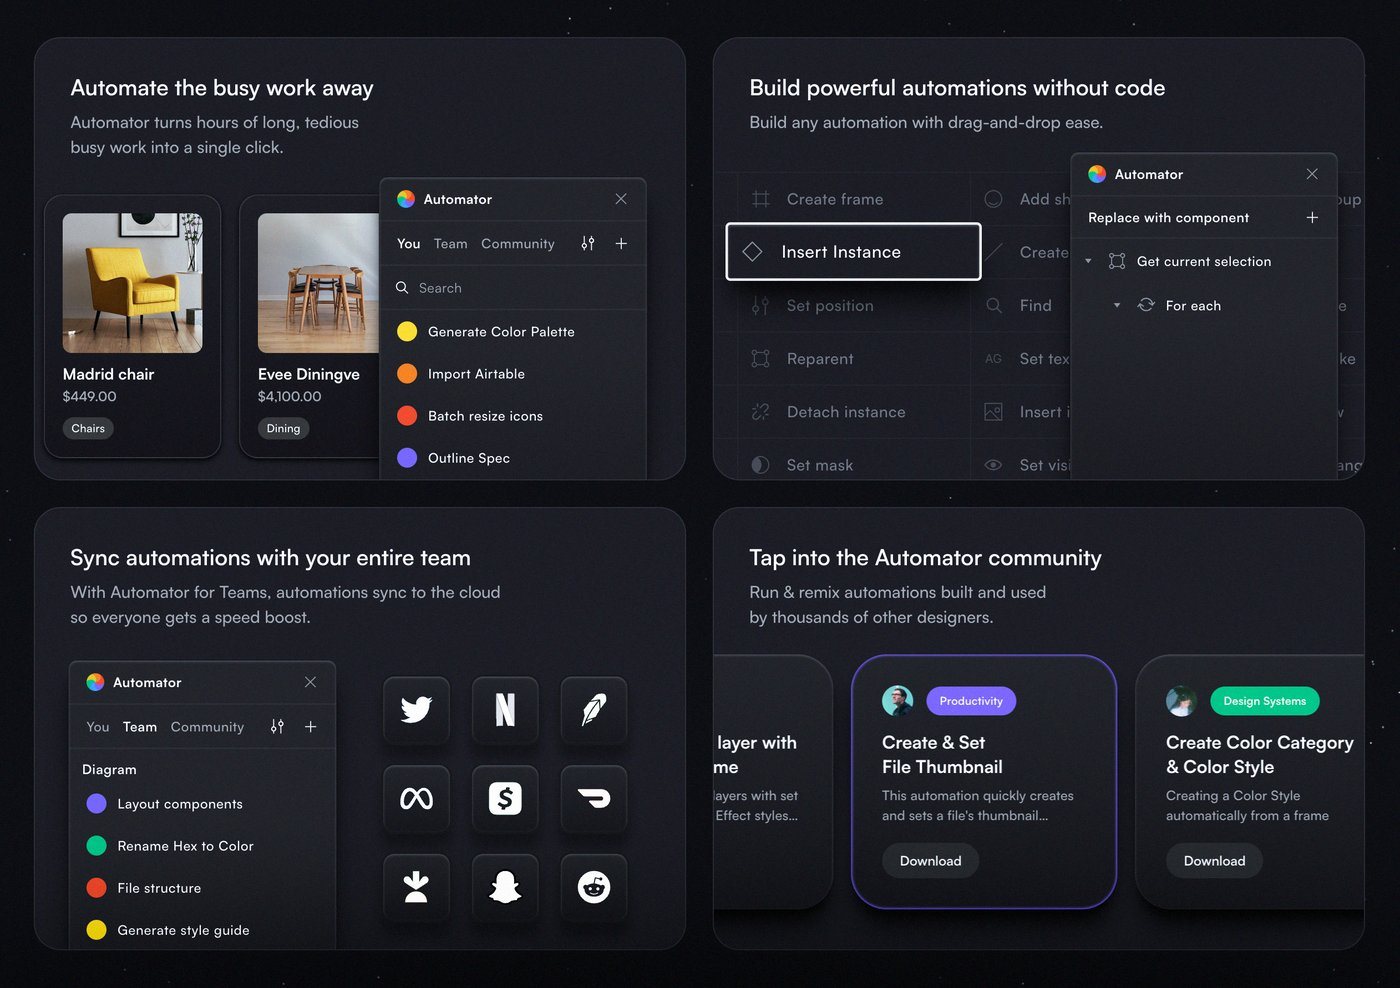 Automate the busy work away
Automator turns hours of long, tedious
busy work into a single click.
Madrid chair
$449.00
Chairs
Evee Diningve
$4,100.00
Dining
Automator
You Team Community
Search
Generate Color Palette
Import Airtable
Batch resize icons
Outline Spec
Build powerful automations without code
Build any automation with drag-and-drop ease.
Create frame
Add sh
oup
Insert Instance
Create
Set position
Find
e
Reparent
AG Set tex
ke
Detach instance
Insert i
w
Set mask
Set visi
ang
Automator
Replace with component
Get current selection
For each
Sync automations with your entire team
With Automator for Teams, automations sync to the cloud
so everyone gets a speed boost.
Automator
You Team Community
Diagram
Layout components
Rename Hex to Color
File structure
Generate style guide
N
$
Tap into the Automator community
Run & remix automations built and used
by thousands of other designers.
layer with
me
layers with set
Effect styles...
Productivity
Create & Set
File Thumbnail
This automation quickly creates
and sets a file's thumbnail...
Download
Design Systems
Create Color Category
& Color Style
Creating a Color Style
automatically from a frame
Download